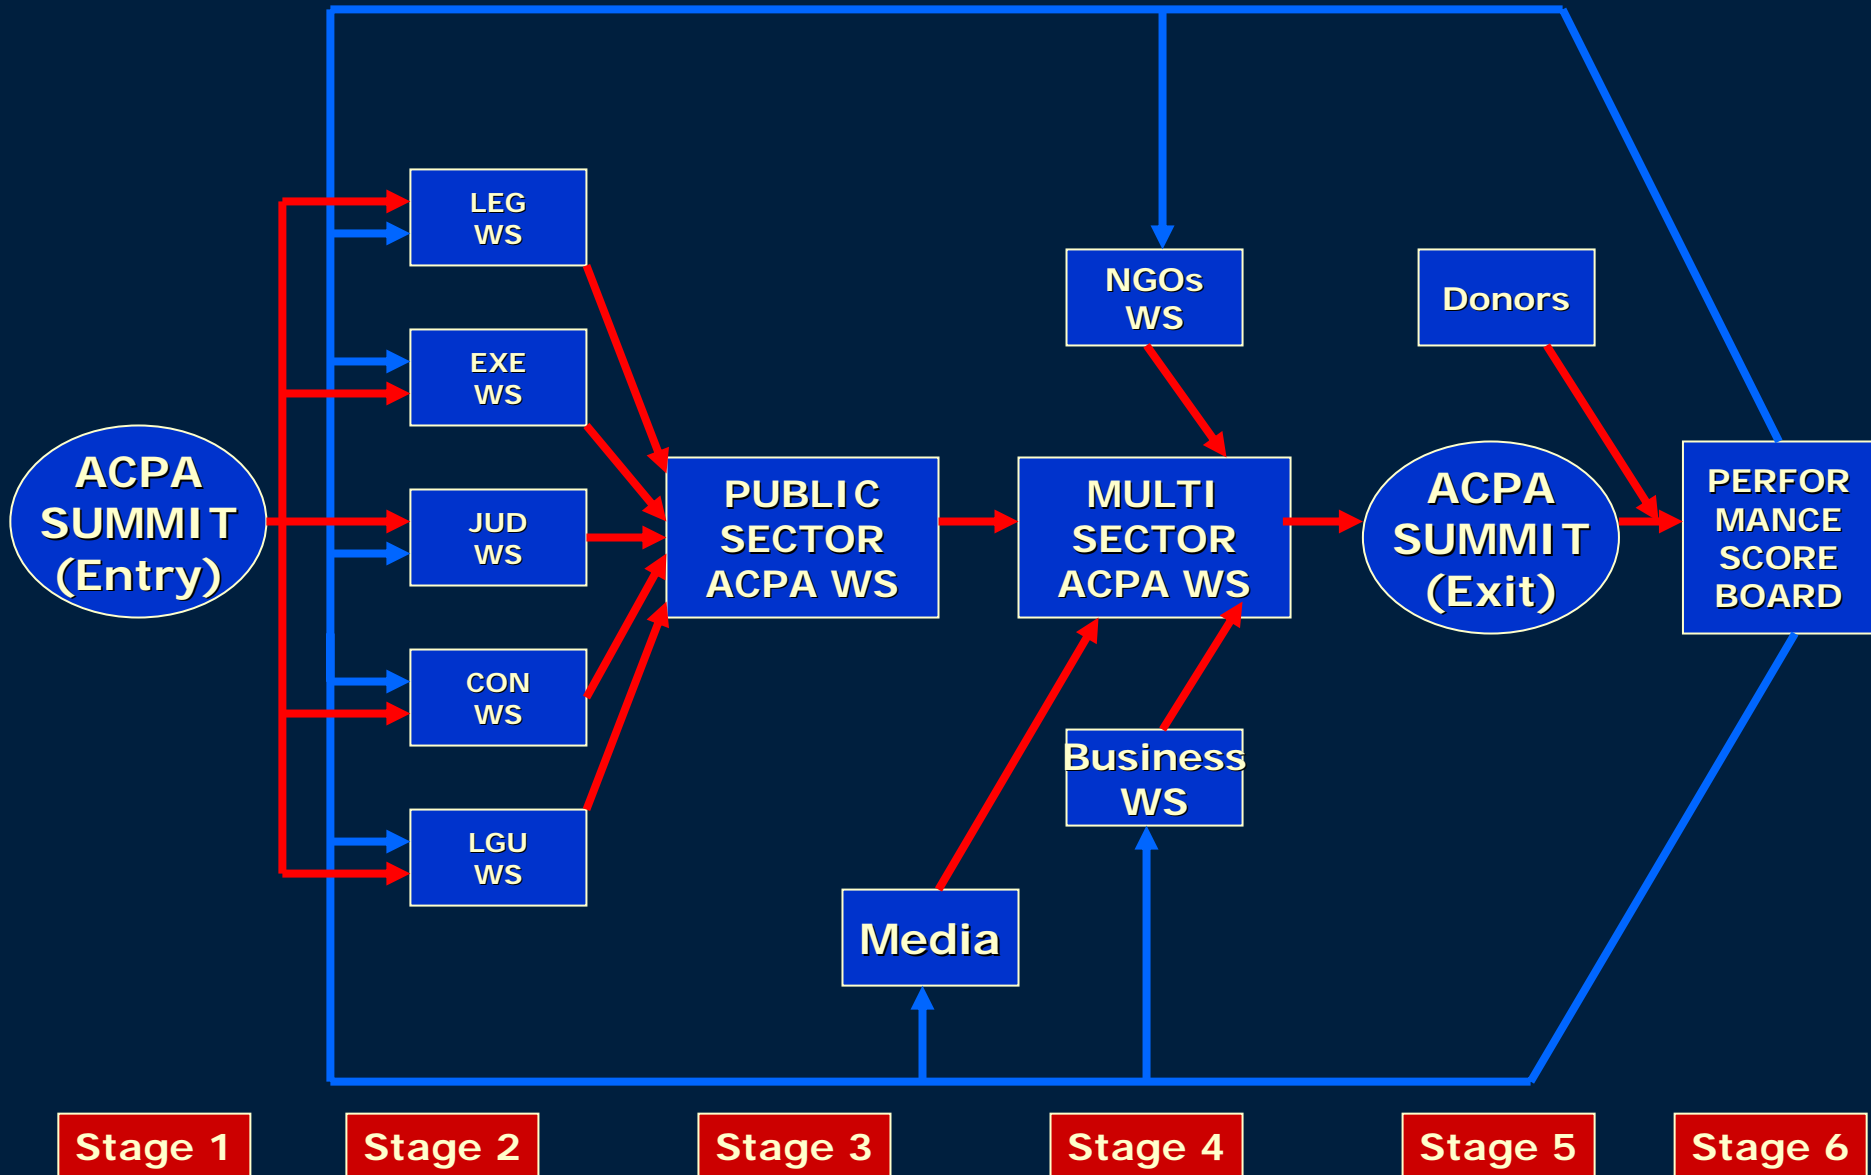 ACPA
SUMMIT
(Entry)
LEG
WS
EXE
WS
JUD
WS
CON
WS
LGU
WS
PUBLIC
SECTOR
ACPA WS
Media
NGOs
WS
MULTI
SECTOR
ACPA WS
Business
WS
Donors
ACPA
SUMMIT
(Exit)
PERFOR
MANCE
SCORE
BOARD
Stage 1
Stage 2
Stage 3
Stage 4
Stage 5
Stage 6